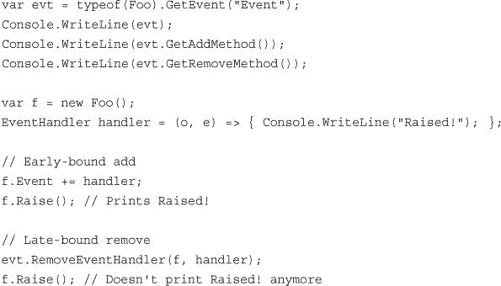 var evt = typeof(Foo).GetEvent("Event");
Console.WriteLine(evt);
Console.WriteLine(evt.GetAddMethod());
Console.WriteLine(evt.GetRemoveMethod());
var f = new Foo();
EventHandler handler = (o, e) => { Console.WriteLine("Raised!"); };
// Early-bound add
f.Event += handler;
f.Raise(); // Prints Raised!
// Late-bound remove
evt.RemoveEventHandler(f, handler);
f.Raise(); // Doesn't print Raised! anymore